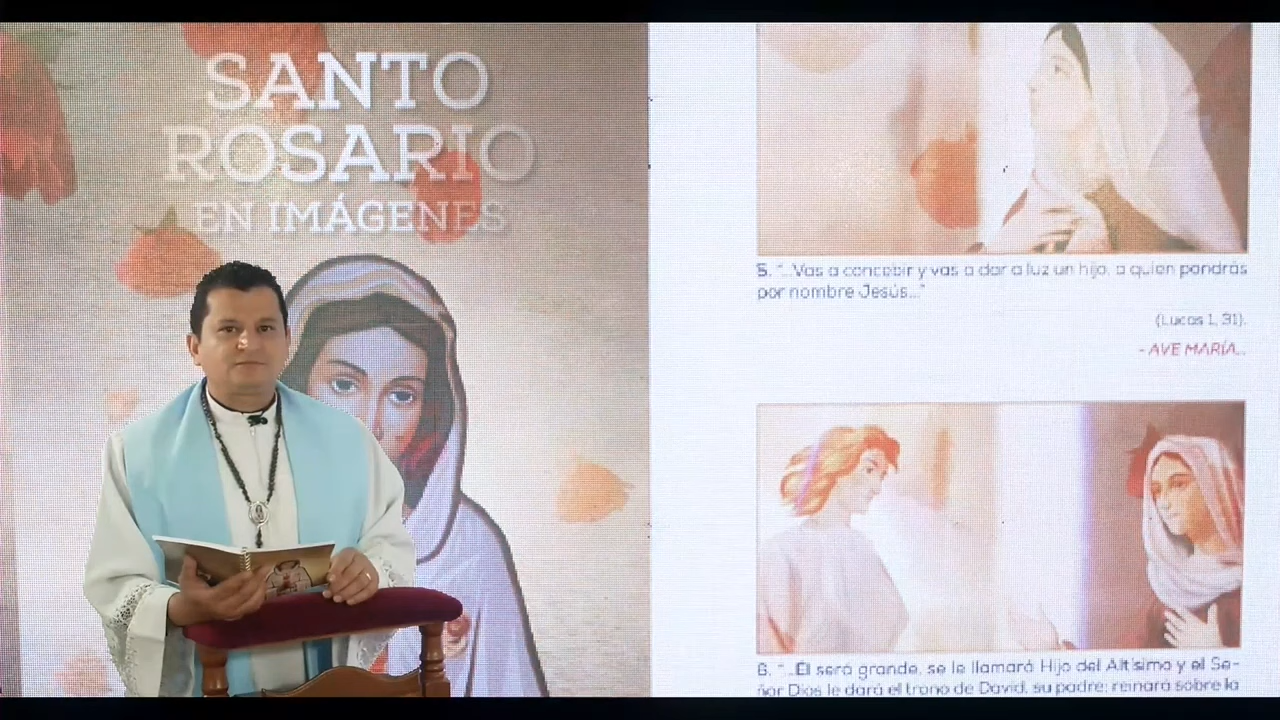 SANTO
ROSARIO
EN IMÁGENES
5. "...Vas a concebir y vas a dar a luz un hijo, a quien pondrás
por nombre Jesús..."
(Lucas 1, 31).
- AVE MARÍA...
6. "...Él será grande, se le llamará Hijo del Altísimo y el Se-
ñor Dios le dará el trono de David, su padre; reinará sobre la